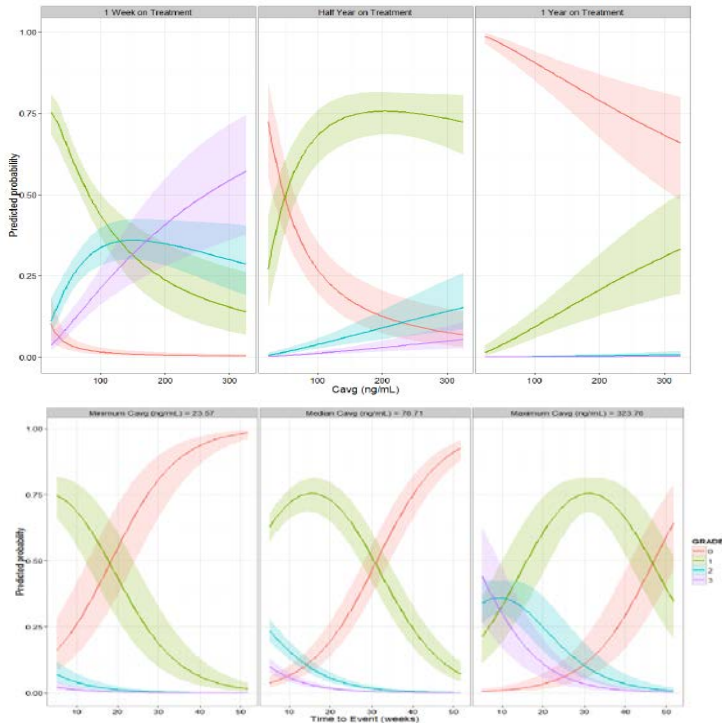 1 Week on Treatment
Half Year on Treatment
1 Year on Treatment
Predicted probability
1.00
0.75
0.50
0.25
0.00
100 200 300 100 200 300 100 200 300
Cavg (ng/mL)
Minimum Cavg (ng/mL) = 23.57
Median Cavg (ng/mL) = 78.71
Maximum Cavg (ng/mL) = 323.76
Predicted probability
1.00
0.75
0.50
0.25
0.00
10 20 30 40 50 10 20 30 40 50 10 20 30 40 50
Time to Event (weeks)
GRADE
0
1
2
3